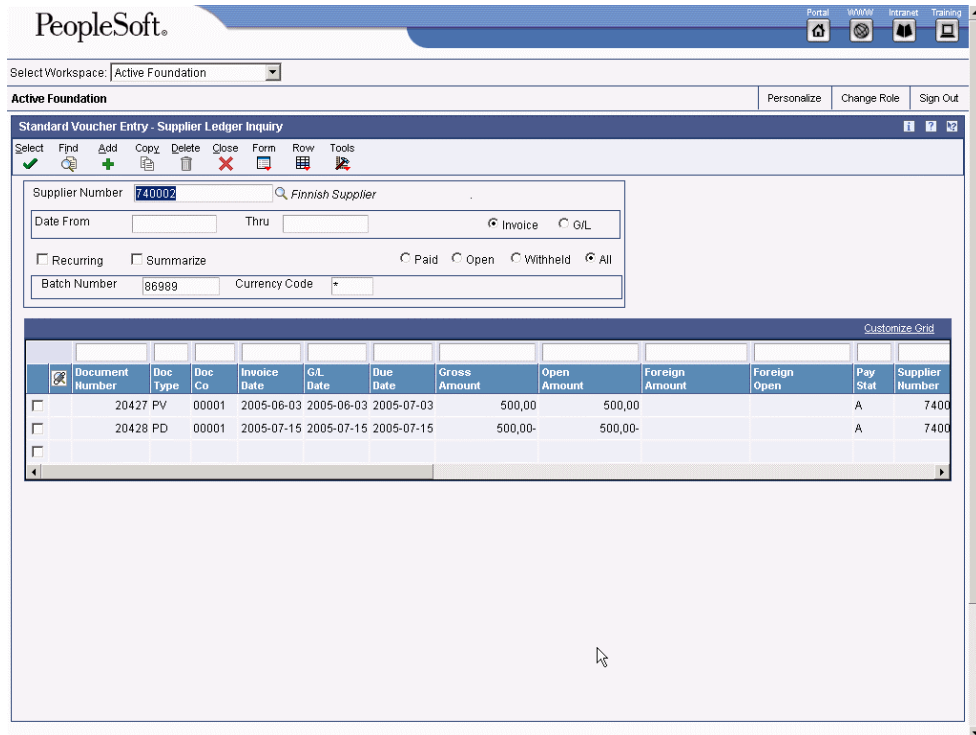 Portal WWW Intranet Training
PeopleSoft®
Select Workspace: Active Foundation
Active Foundation Personalize Change Role Sign Out
Standard Voucher Entry - Supplier Ledger Inquiry i ? ?
Select Find Add Copy Delete Close Form Row Tools
Supplier Number 740002 Finnish Supplier .
Date From Thru Invoice G/L
Recurring Summarize Paid Open Withheld All
Batch Number 86989 Currency Code *
Customize Grid
Document Number Doc Type Doc Co Invoice Date G/L Date Due Date Gross Amount Open Amount Foreign Amount Foreign Open Pay Stat Supplier Number
20427 PV 00001 2005-06-03 2005-06-03 2005-07-03 500,00 500,00 A 7400
20428 PD 00001 2005-07-15 2005-07-15 2005-07-15 500,00- 500,00- A 7400